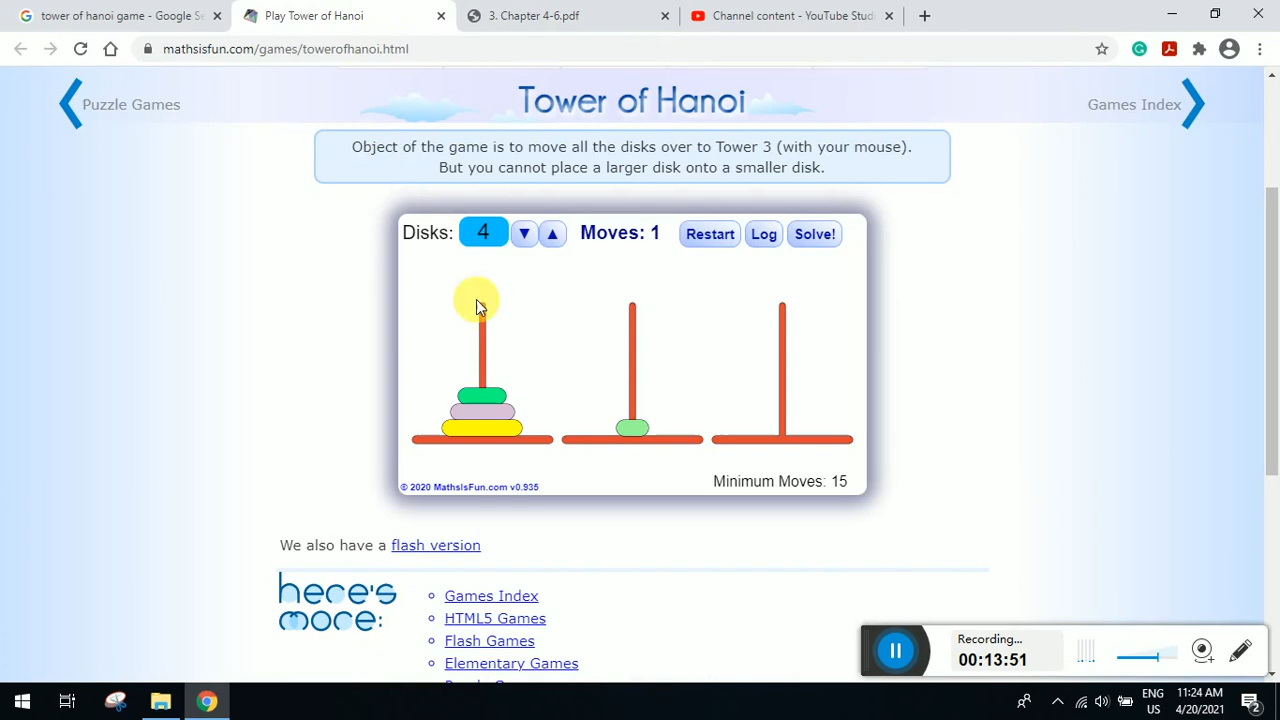 tower of hanoi game - Google Se
Play Tower of Hanoi
3. Chapter 4-6.pdf
Channel content - YouTube Stud
mathsisfun.com/games/towerofhanoi.html
Puzzle Games
Tower of Hanoi
Games Index
Object of the game is to move all the disks over to Tower 3 (with your mouse).
But you cannot place a larger disk onto a smaller disk.
Disks: 4 ▼ ▲ Moves: 1 Restart Log Solve!
© 2020 MathsIsFun.com v0.935
Minimum Moves: 15
We also have a flash version
here's
more:
Games Index
HTML5 Games
Flash Games
Elementary Games
Recording...
00:13:51
ENG
US
11:24 AM
4/20/2021
2